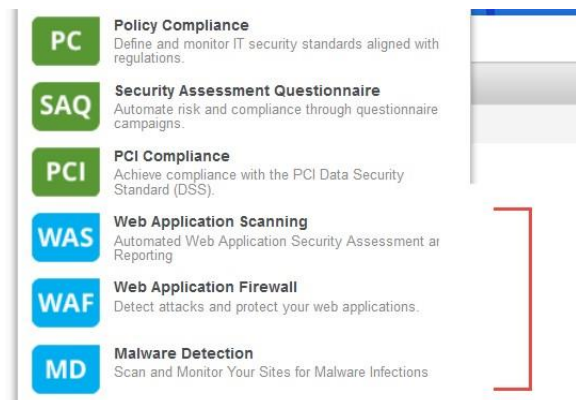 PC
Policy Compliance
Define and monitor IT security standards aligned with
regulations.
SAQ
Security Assessment Questionnaire
Automate risk and compliance through questionnaire
campaigns.
PCI
PCI Compliance
Achieve compliance with the PCI Data Security
Standard (DSS).
WAS
Web Application Scanning
Automated Web Application Security Assessment
Reporting
WAF
Web Application Firewall
Detect attacks and protect your web applications.
MD
Malware Detection
Scan and Monitor Your Sites for Malware Infections